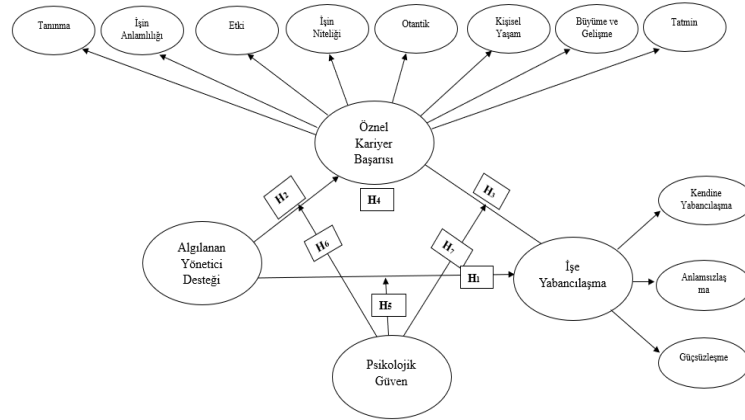 Tanınma
İşin
Anlamlılığı
Etki
İşin
Niteliği
Otantik
Kişisel
Yaşam
Büyüme ve
Gelişme
Tatmin
Öznel
Kariyer
Başarısı
H2
H4
H3
Kendine
Yabancılaşma
Algılanan
Yönetici
Desteği
H6
H7
H1
İşe
Yabancılaşma
Anlamsızlaş
ma
H5
Psikolojik
Güven
Güçsüzleşme